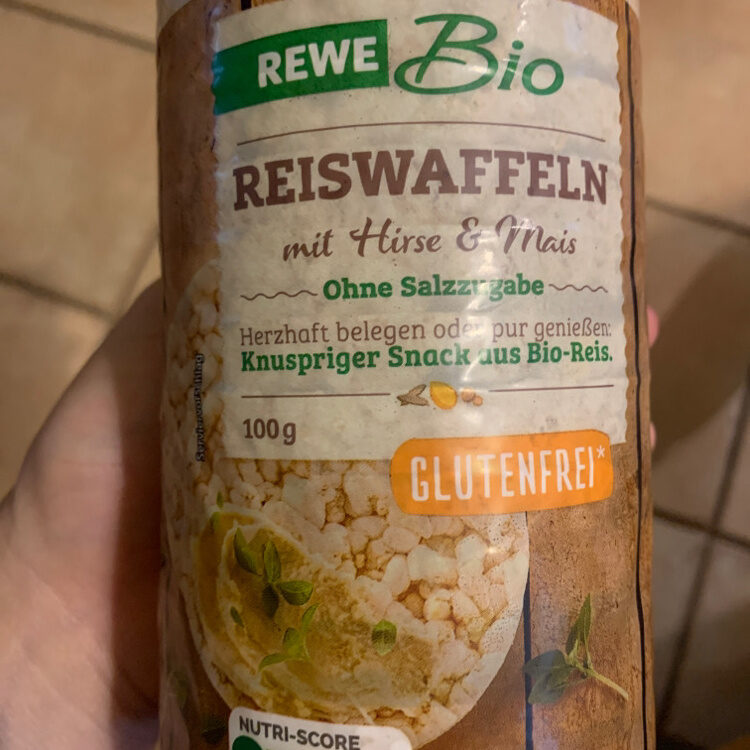 REWE Bio
REISWAFFELN
mit Hirse & Mais
Ohne Salzzugabe
Herzhaft belegen oder pur genießen:
Knuspriger Snack aus Bio-Reis.
Serviervorschlag
100g
GLUTENFREI*
NUTRI-SCORE